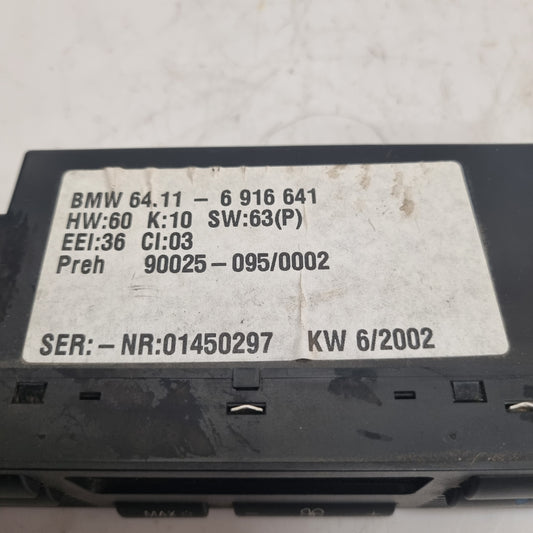 BMW 64.11 - 6 916 641
HW:60 K:10 SW:63(P)
EEI:36 CI:03
Preh 90025-095/0002
SER:-NR:01450297 KW 6/2002
MAX
- +